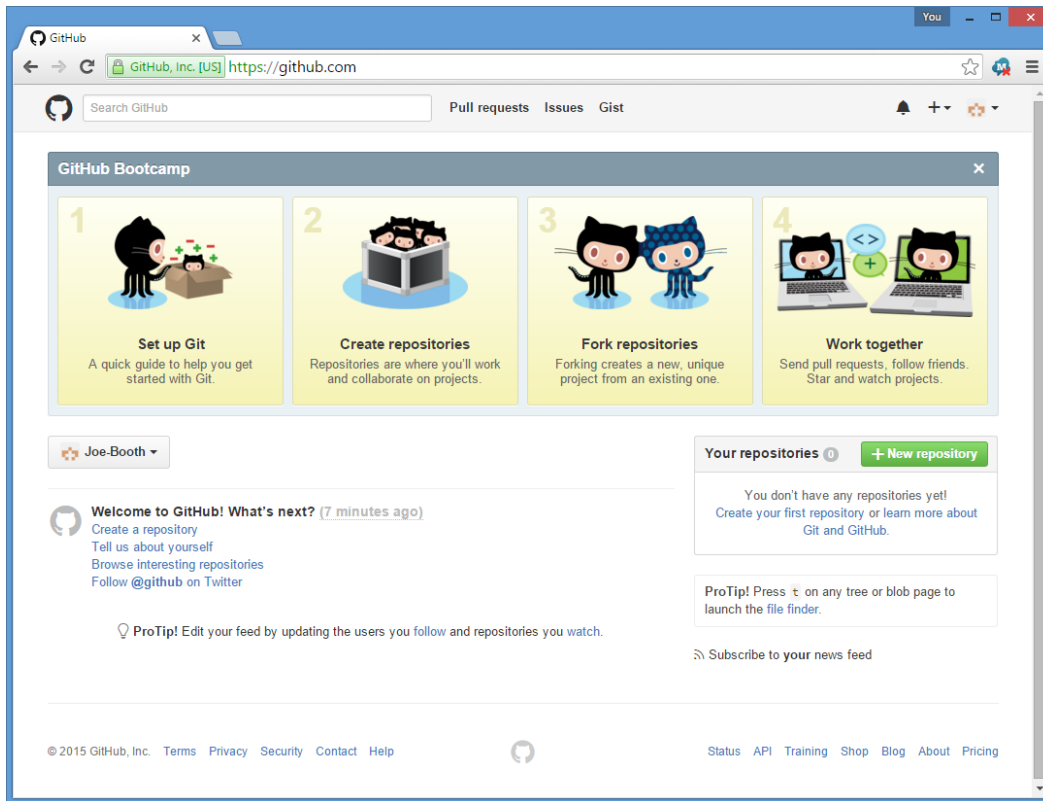 You
GitHub
GitHub, Inc. [US] https://github.com
Search GitHub
Pull requests Issues Gist
GitHub Bootcamp
1
Set up Git
A quick guide to help you get
started with Git.
2
Create repositories
Repositories are where you'll work
and collaborate on projects.
3
Fork repositories
Forking creates a new, unique
project from an existing one.
4
Work together
Send pull requests, follow friends.
Star and watch projects.
Joe-Booth
Welcome to GitHub! What's next? (7 minutes ago)
Create a repository
Tell us about yourself
Browse interesting repositories
Follow @github on Twitter
ProTip! Edit your feed by updating the users you follow and repositories you watch.
Your repositories 0
+ New repository
You don't have any repositories yet!
Create your first repository or learn more about
Git and GitHub.
ProTip! Press t on any tree or blob page to
launch the file finder.
Subscribe to your news feed
© 2015 GitHub, Inc. Terms Privacy Security Contact Help
Status API Training Shop Blog About Pricing